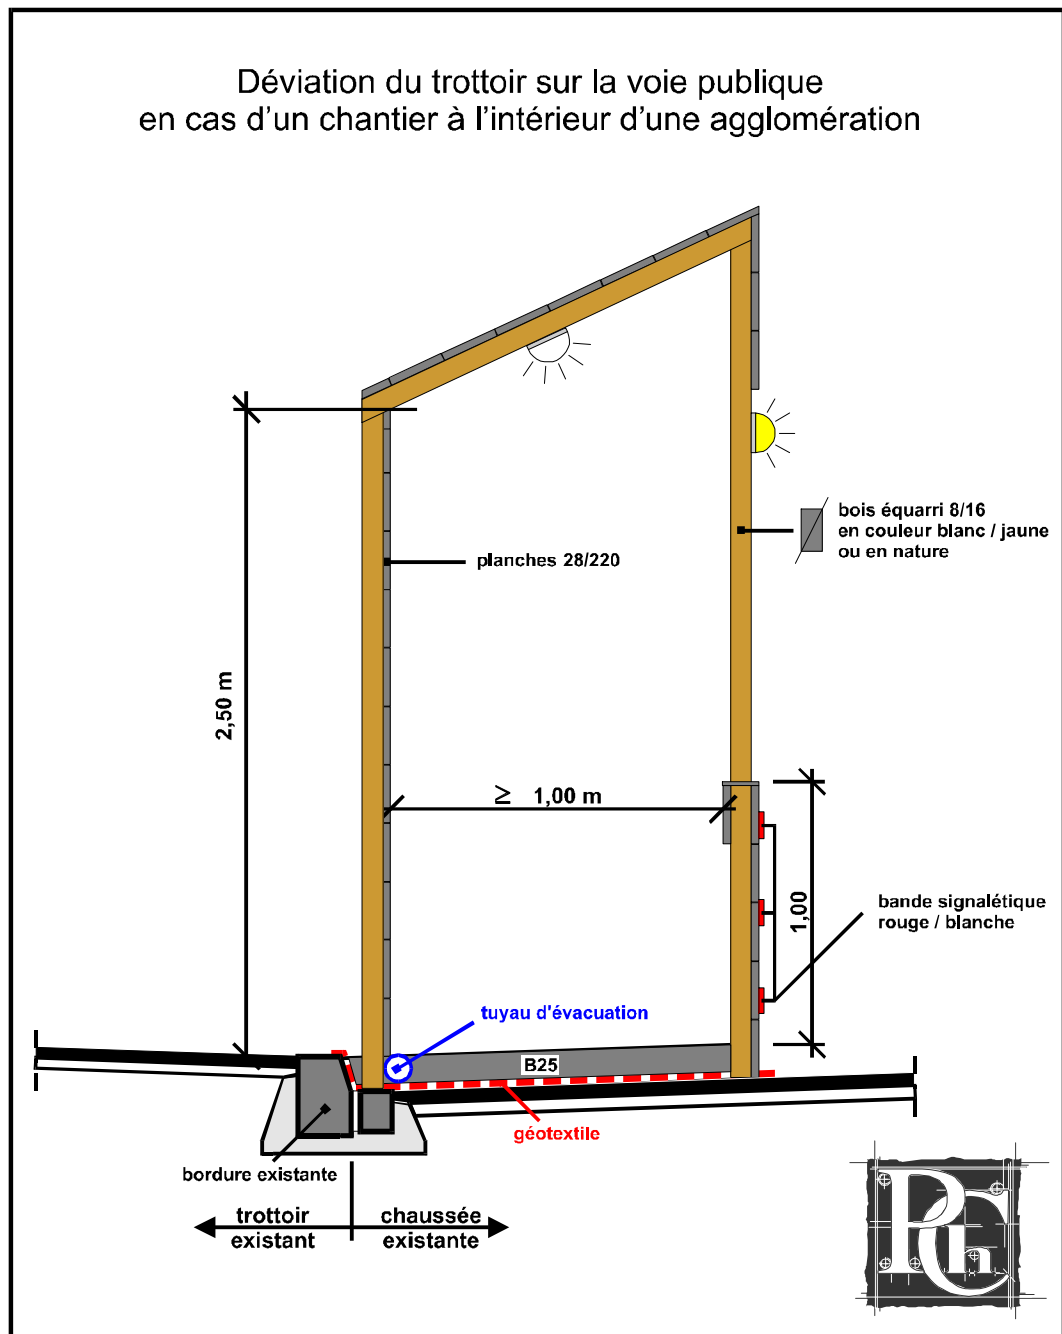 Déviation du trottoir sur la voie publique
en cas d'un chantier à l'intérieur d'une agglomération
bois équarri 8/16
en couleur blanc / jaune
ou en nature
planches 28/220
2,50 m
≥ 1,00 m
1,00
bande signalétique
rouge / blanche
tuyau d'évacuation
B25
géotextile
bordure existante
trottoir
existant
chaussée
existante
PCh